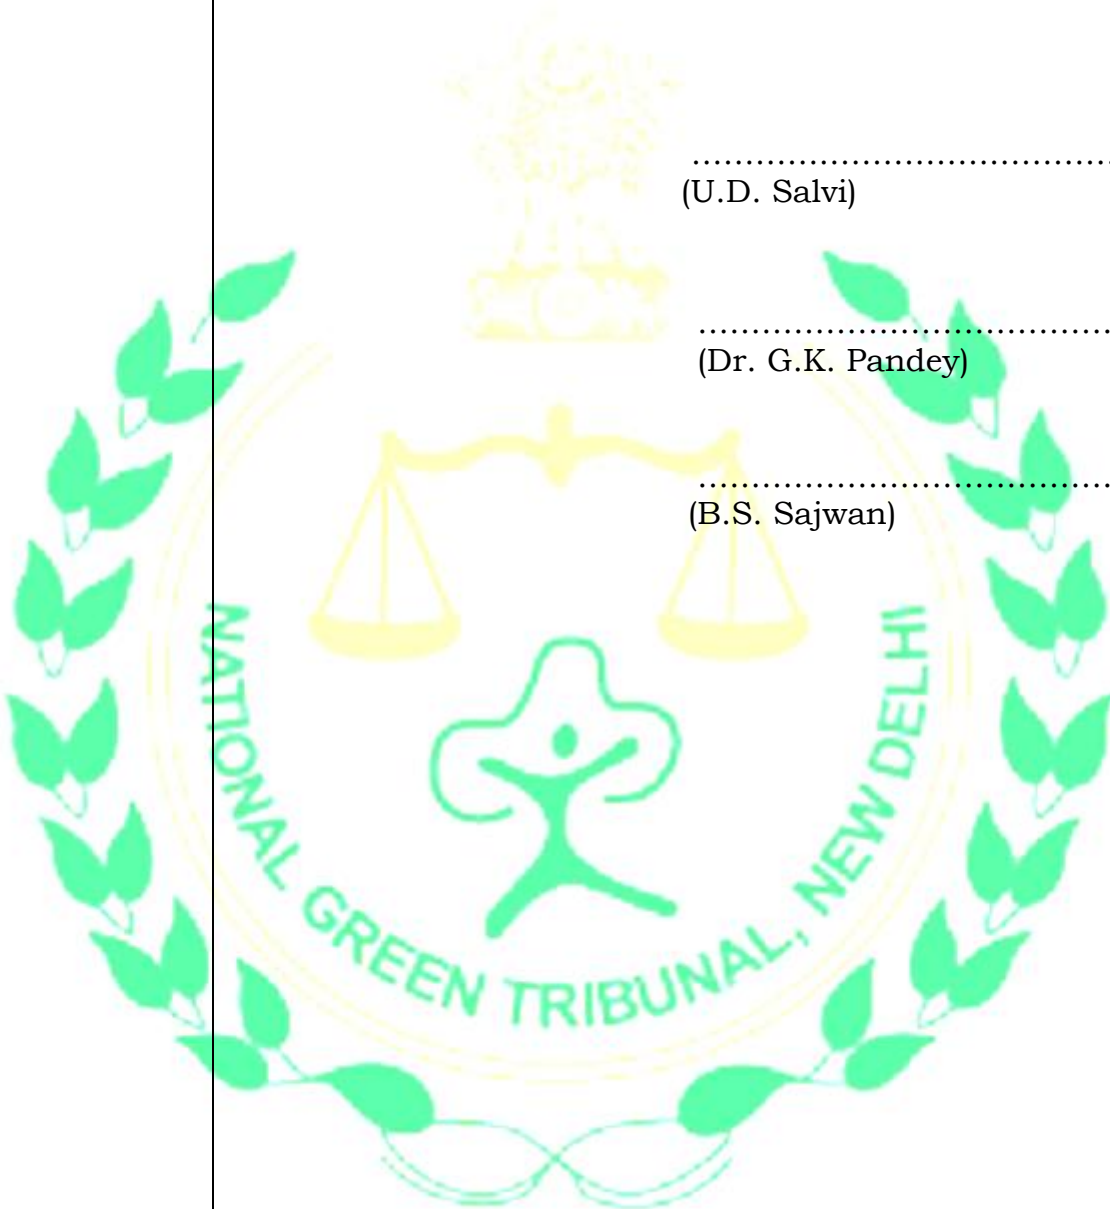 ……………………………………
(U.D. Salvi)
……………………………………
(Dr. G.K. Pandey)
……………………………………
(B.S. Sajwan)
NATIONAL GREEN TRIBUNAL, NEW DELHI